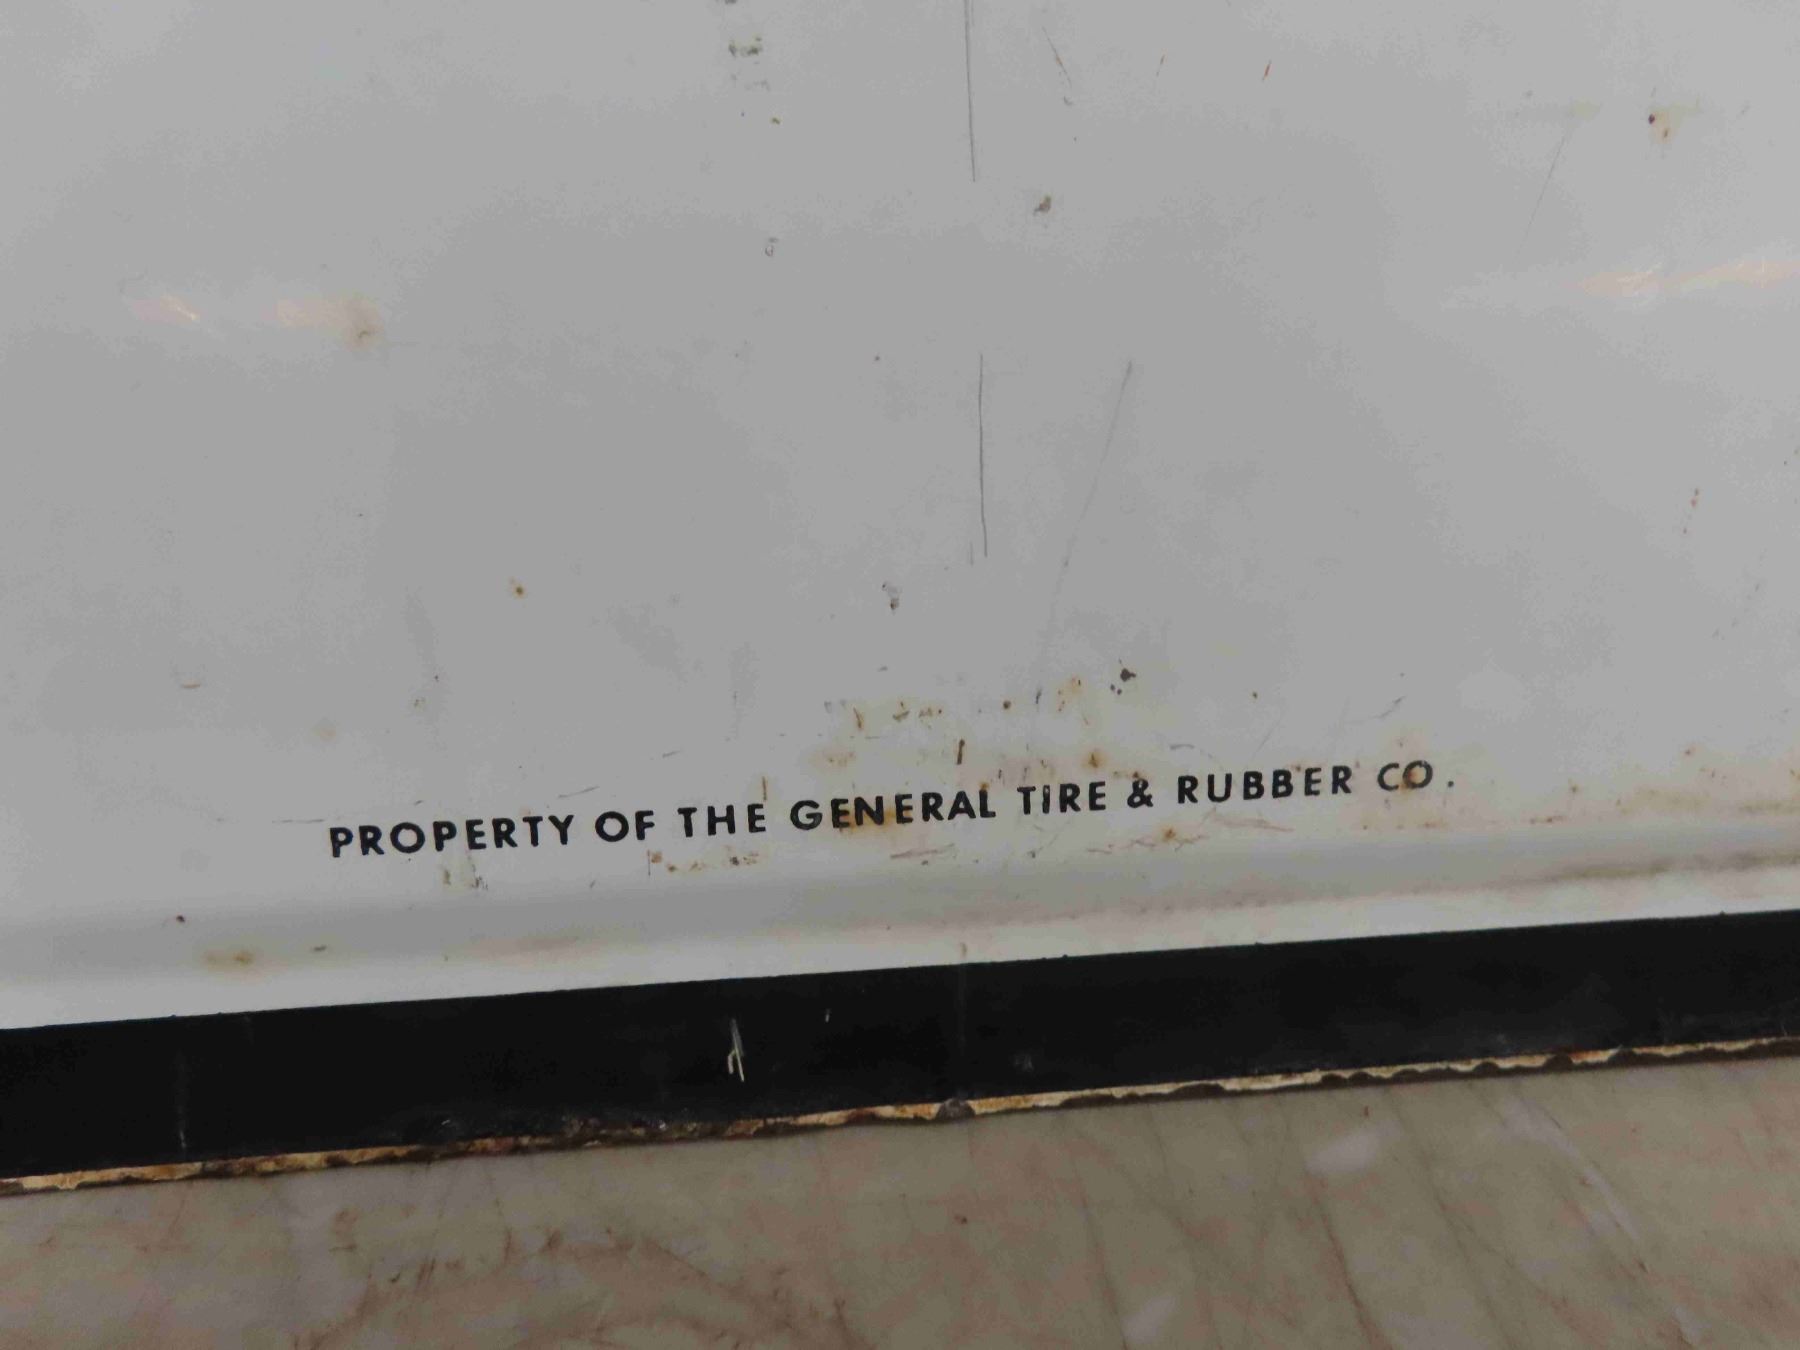 PROPERTY OF THE GENERAL TIRE & RUBBER CO.